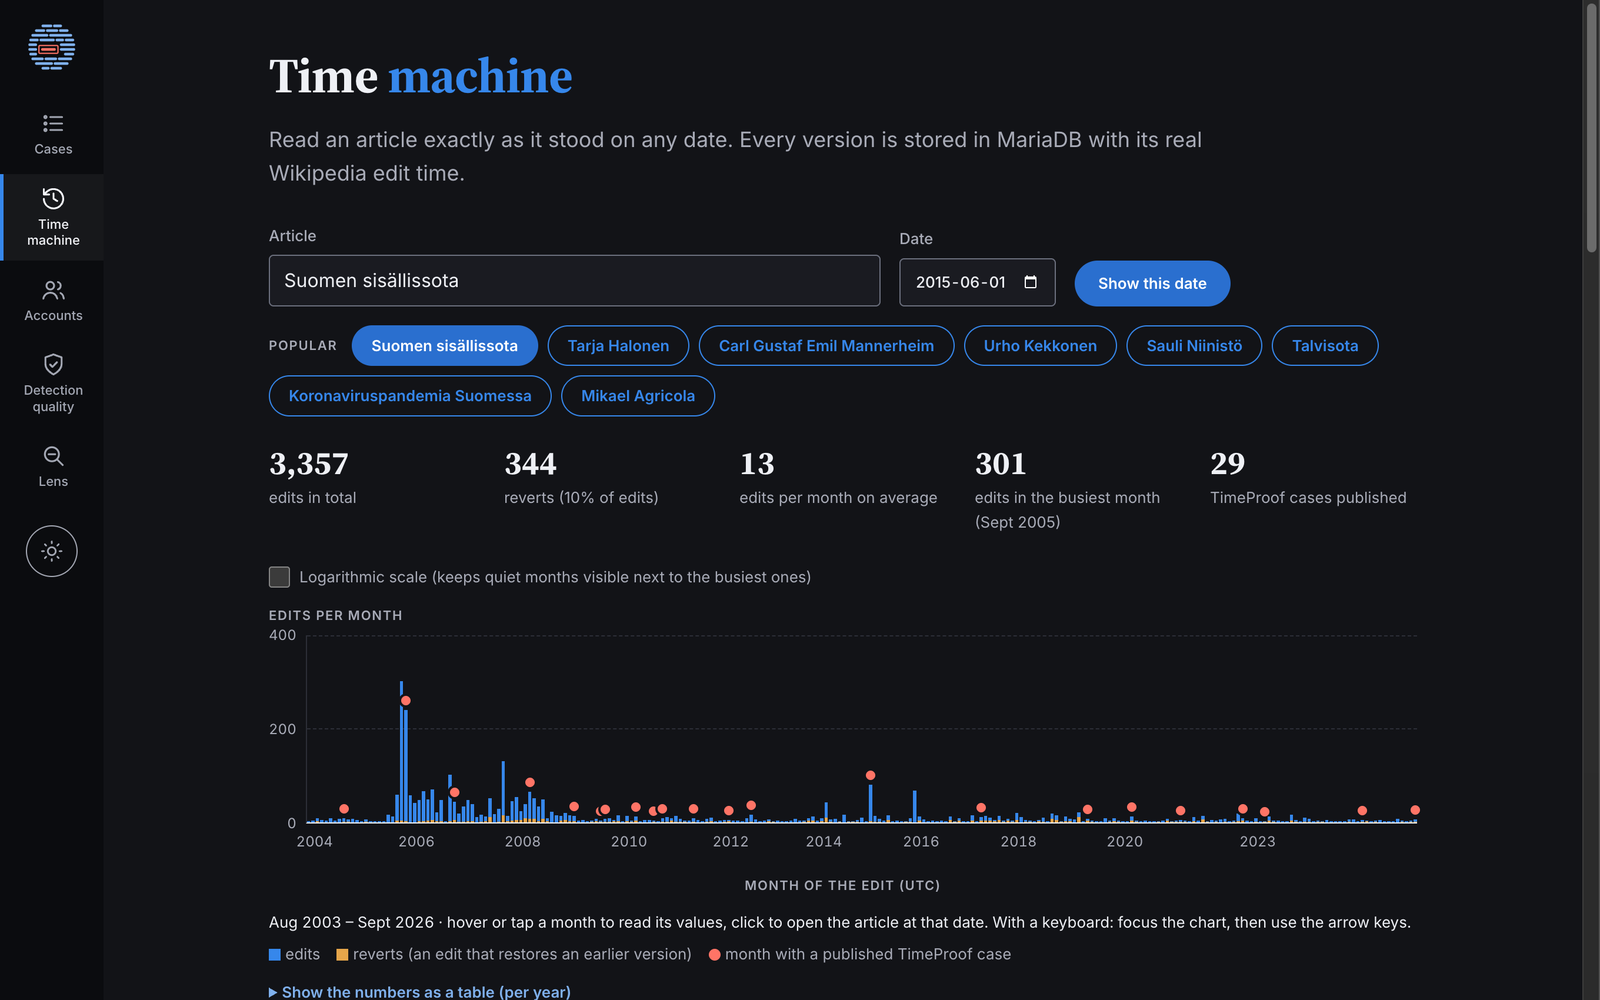 Time machine
Read an article exactly as it stood on any date. Every version is stored in MariaDB with its real
Wikipedia edit time.
Cases
Time
machine
Accounts
Detection
quality
Lens
Article
Date
Suomen sisällissota
2015-06-01
Show this date
POPULAR
Suomen sisällissota
Tarja Halonen
Carl Gustaf Emil Mannerheim
Urho Kekkonen
Sauli Niinistö
Talvisota
Koronaviruspandemia Suomessa
Mikael Agricola
3,357
edits in total
344
reverts (10% of edits)
13
edits per month on average
301
edits in the busiest month
(Sept 2005)
29
TimeProof cases published
Logarithmic scale (keeps quiet months visible next to the busiest ones)
EDITS PER MONTH
400
200
0
2004 2006 2008 2010 2012 2014 2016 2018 2020 2023
MONTH OF THE EDIT (UTC)
Aug 2003 – Sept 2026 · hover or tap a month to read its values, click to open the article at that date. With a keyboard: focus the chart, then use the arrow keys.
edits
reverts (an edit that restores an earlier version)
month with a published TimeProof case
Show the numbers as a table (per year)